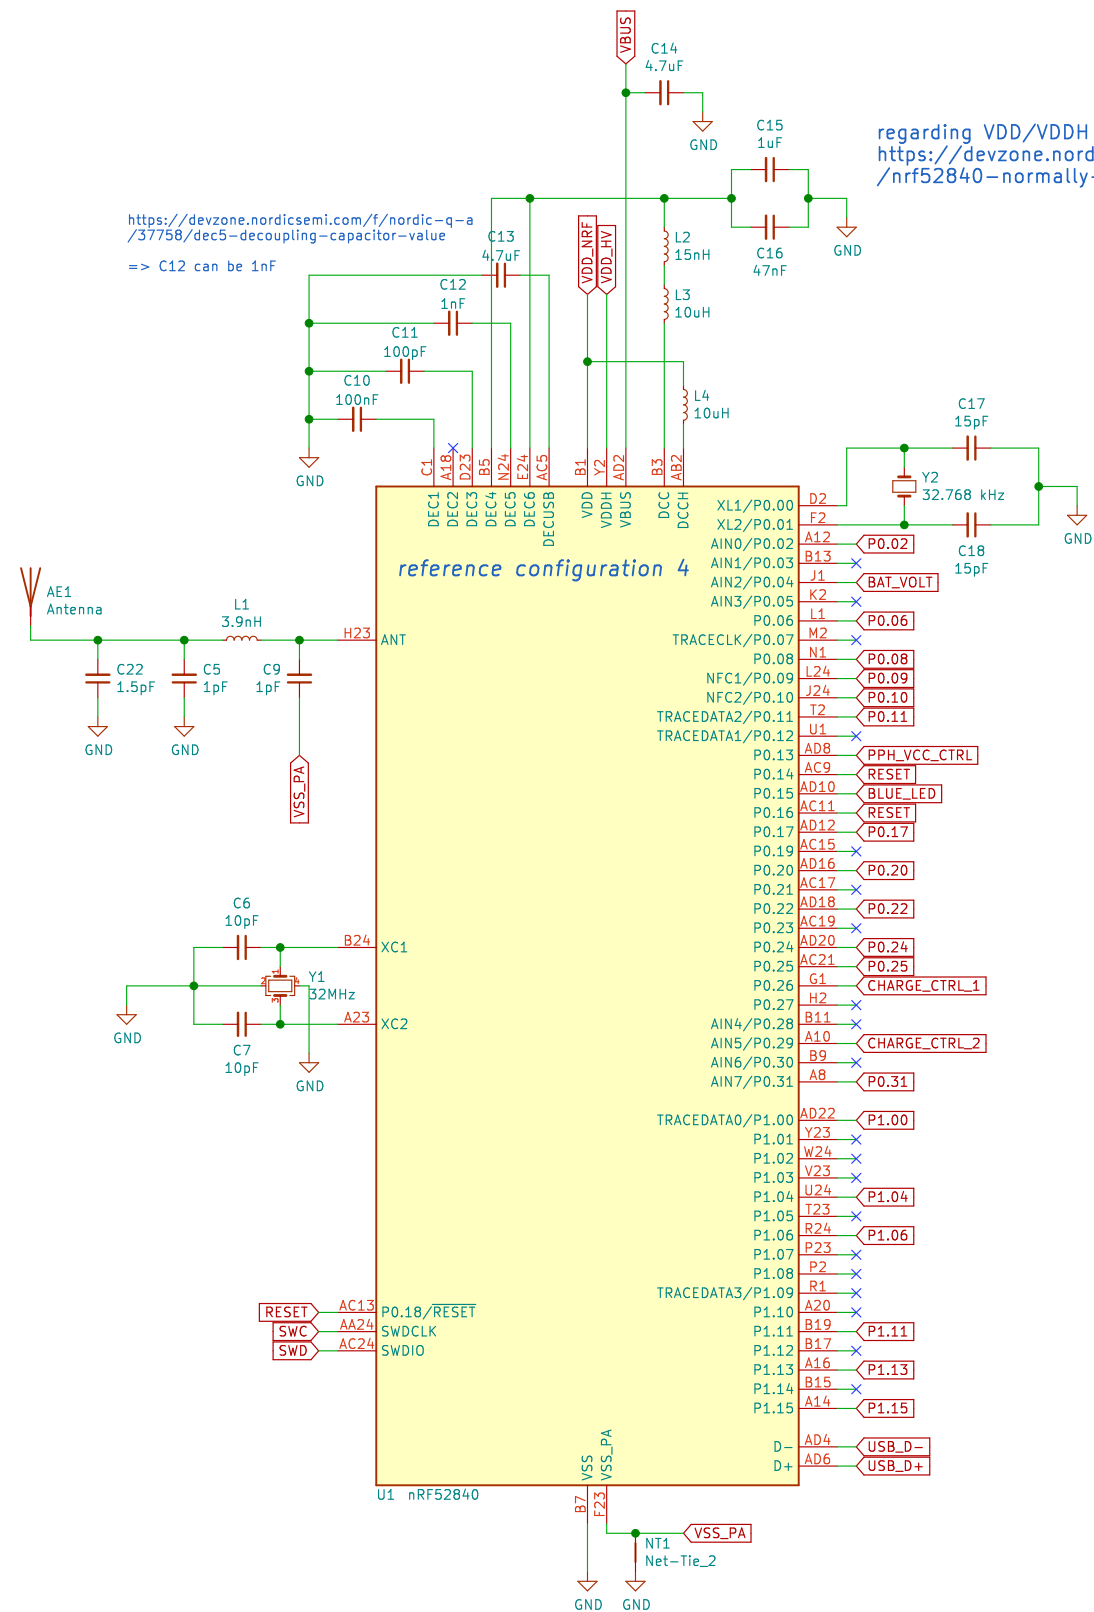 VBUS
C14
4.7uF
GND
C15
1uF
regarding VDD/VDDH
https://devzone.nord
/nrf52840-normally-
https://devzone.nordicsemi.com/f/nordic-q-a
/37758/dec5-decoupling-capacitor-value
=> C12 can be 1nF
C13
4.7uF
VDD_NRF
VDD_HV
L2
15nH
C16
47nF
GND
C12
1nF
L3
10uH
C11
100pF
C10
100nF
L4
10uH
GND
C17
15pF
Y2
32.768 kHz
C18
15pF
GND
C1
A18
D23
B5
N24
E24
AC5
B1
Y2
AD2
B3
AB2
DEC1
DEC2
DEC3
DEC4
DEC5
DEC6
DECUSB
VDD
VDDH
VBUS
DCC
DCCH
reference configuration 4
XL1/P0.00 D2
XL2/P0.01 F2
AIN0/P0.02 A12 P0.02
AIN1/P0.03 B13
AIN2/P0.04 J1 BAT_VOLT
AIN3/P0.05 K2
P0.06 L1 P0.06
TRACECLK/P0.07 M2
P0.08 N1 P0.08
NFC1/P0.09 L24 P0.09
NFC2/P0.10 J24 P0.10
TRACEDATA2/P0.11 T2 P0.11
TRACEDATA1/P0.12 U1
P0.13 AD8 PPH_VCC_CTRL
P0.14 AC9 RESET
P0.15 AD10 BLUE_LED
P0.16 AC11 RESET
P0.17 AD12 P0.17
P0.19 AC15
P0.20 AD16 P0.20
P0.21 AC17
P0.22 AD18 P0.22
P0.23 AC19
P0.24 AD20 P0.24
P0.25 AC21 P0.25
P0.26 G1 CHARGE_CTRL_1
P0.27 H2
AIN4/P0.28 B11
AIN5/P0.29 A10 CHARGE_CTRL_2
AIN6/P0.30 B9
AIN7/P0.31 A8 P0.31
TRACEDATA0/P1.00 AD22 P1.00
P1.01 Y23
P1.02 W24
P1.03 V23
P1.04 U24 P1.04
P1.05 T23
P1.06 R24 P1.06
P1.07 P23
P1.08 P2
TRACEDATA3/P1.09 R1
P1.10 A20
P1.11 B19 P1.11
P1.12 B17
P1.13 A16 P1.13
P1.14 B15
P1.15 A14 P1.15
D- AD4 USB_D-
D+ AD6 USB_D+
AE1
Antenna
L1
3.9nH
H23 ANT
C22
1.5pF
C5
1pF
C9
1pF
GND
GND
VSS_PA
C6
10pF
B24 XC1
1
2
3
4
Y1
32MHz
A23 XC2
C7
10pF
GND
GND
RESET AC13 P0.18/RESET
SWC AA24 SWDCLK
SWD AC24 SWDIO
VSS
VSS_PA
U1 nRF52840
B7
F23
VSS_PA
NT1
Net-Tie_2
GND
GND